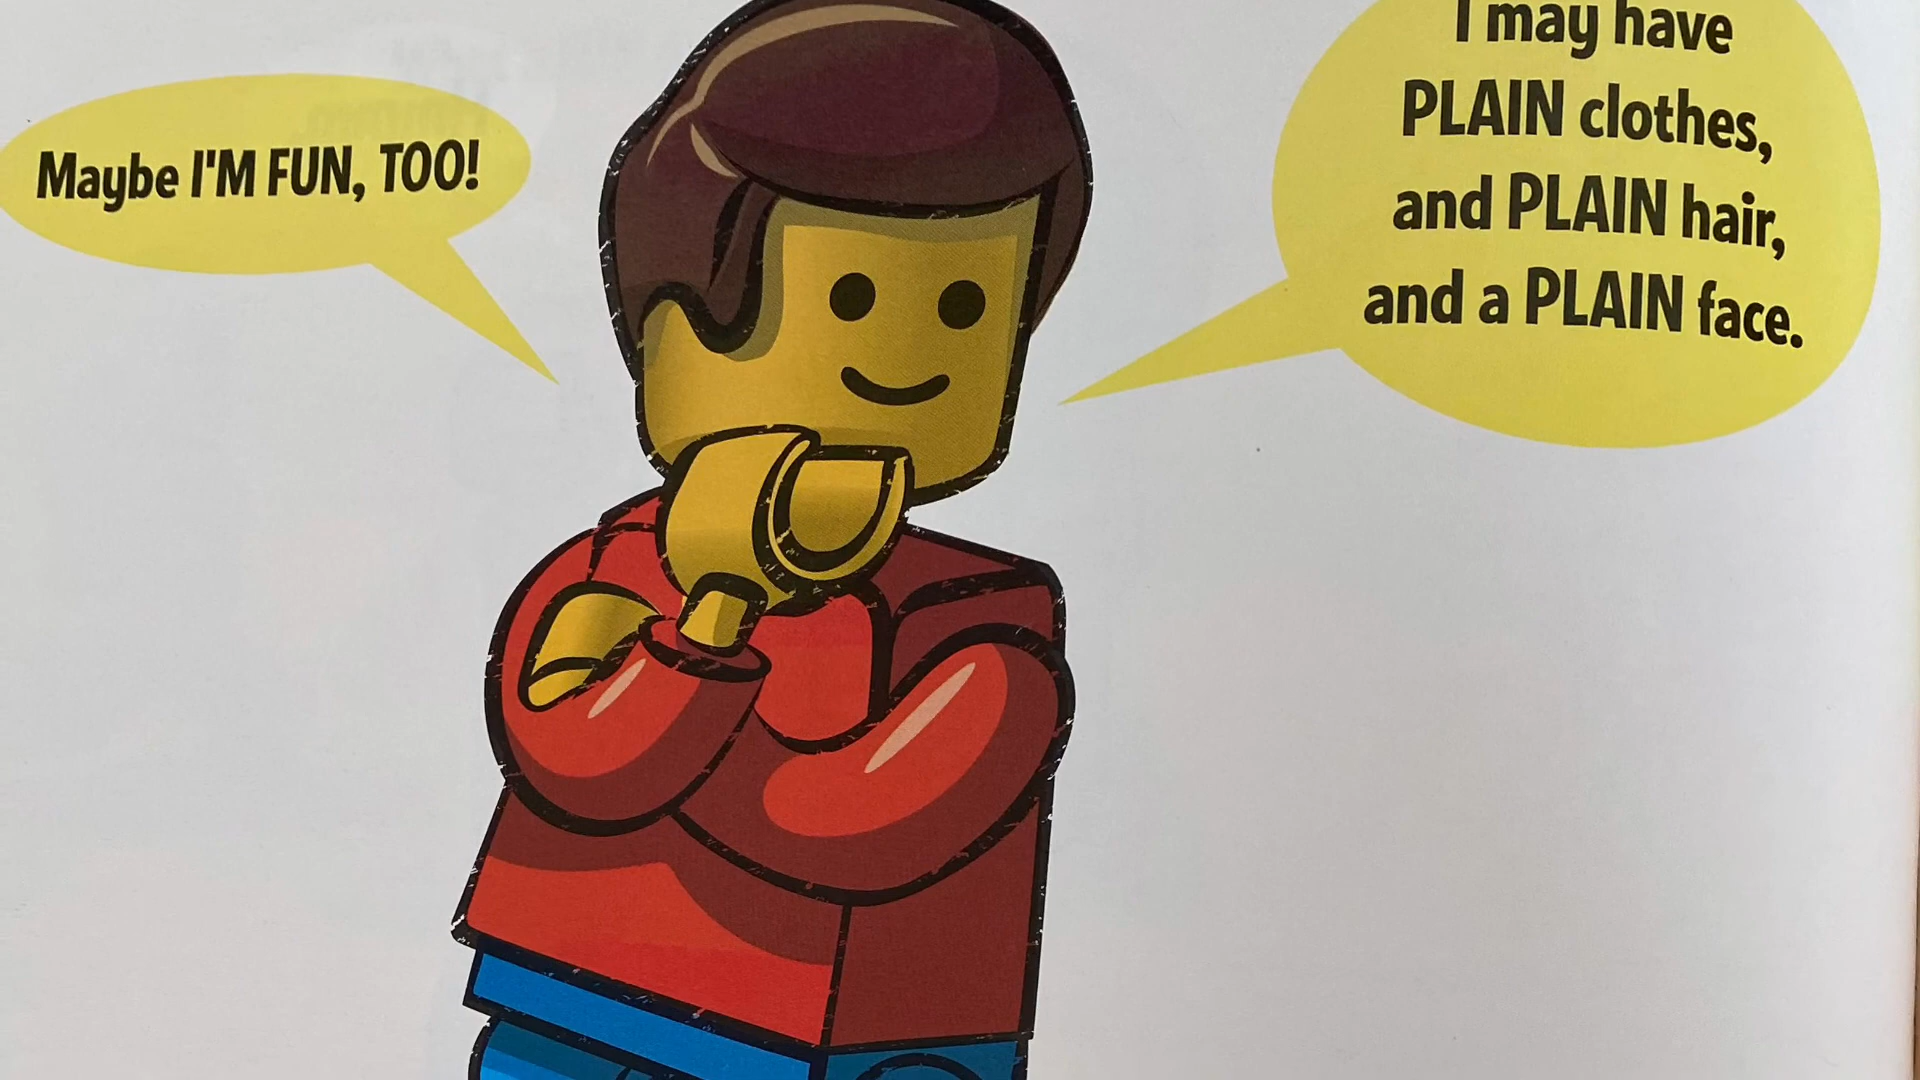 Maybe I'M FUN, TOO!
I may have
PLAIN clothes,
and PLAIN hair,
and a PLAIN face.